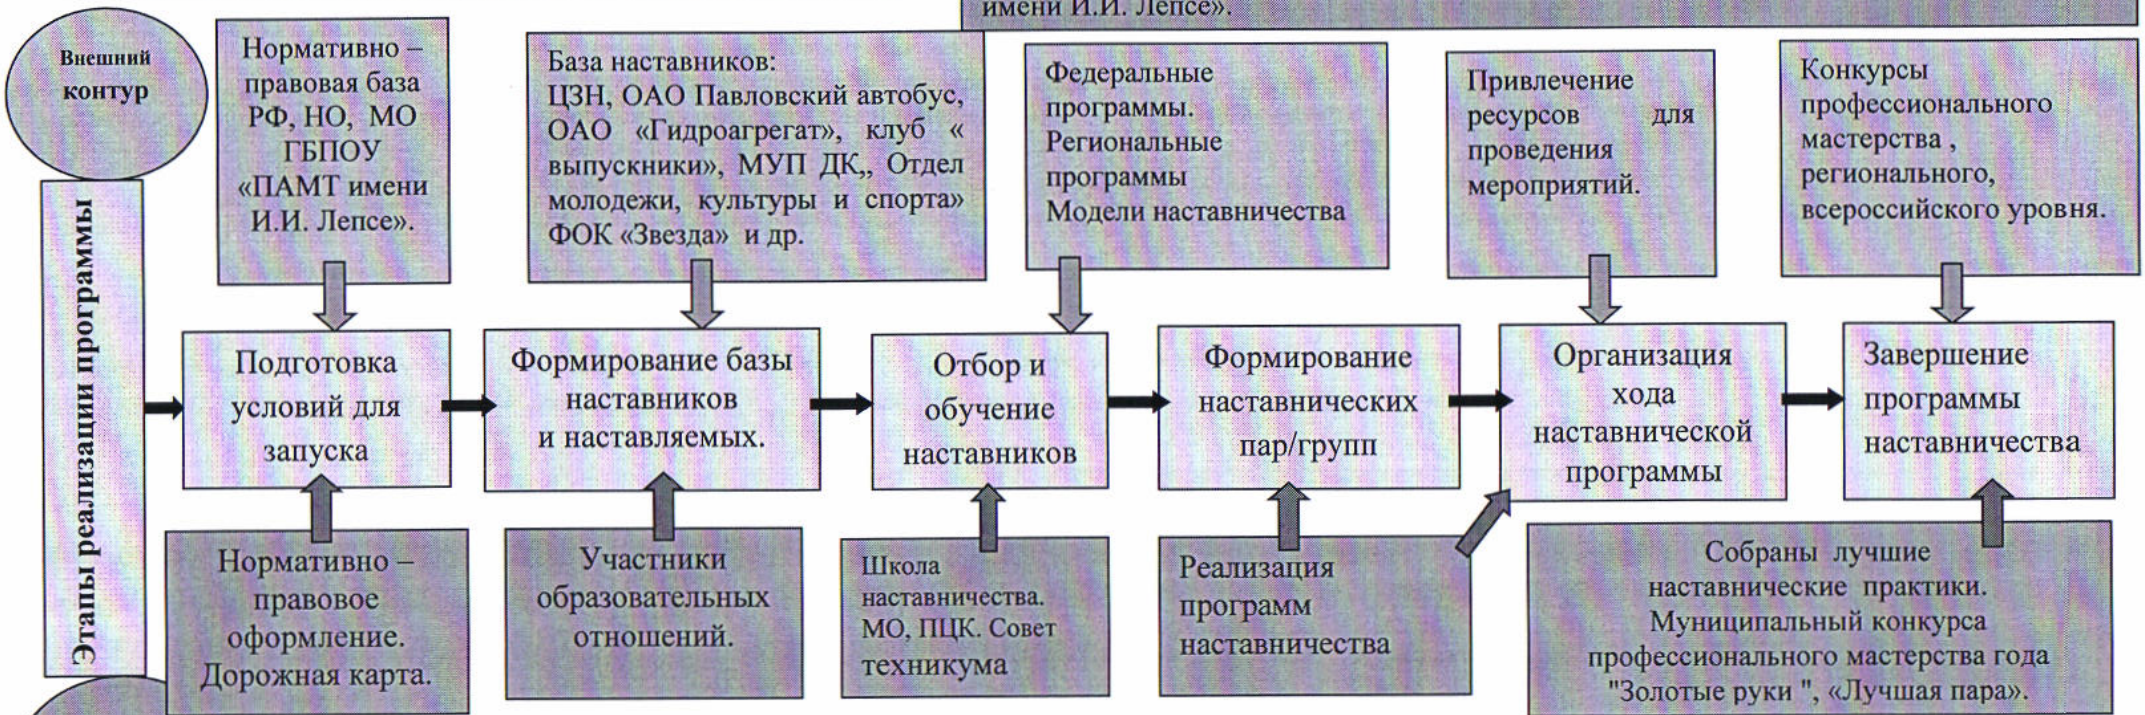 имени И.И. Лепсе».
Внешний
контур
Нормативно –
правовая база
РФ, НО, МО
ГБПОУ
«ПАМТ имени
И.И. Лепсе».
База наставников:
ЦЗН, ОАО Павловский автобус,
ОАО «Гидроагрегат», клуб «
выпускники», МУП ДК,, Отдел
молодежи, культуры и спорта»
ФОК «Звезда» и др.
Федеральные
программы.
Региональные
программы
Модели наставничества
Привлечение
ресурсов для
проведения
мероприятий.
Конкурсы
профессионального
мастерства ,
регионального,
всероссийского уровня.
Этапы реализации программы
Подготовка
условий для
запуска
Формирование базы
наставников
и наставляемых.
Отбор и
обучение
наставников
Формирование
наставнических
пар/групп
Организация
хода
наставнической
программы
Завершение
программы
наставничества
Нормативно –
правовое
оформление.
Дорожная карта.
Участники
образовательных
отношений.
Школа
наставничества.
МО, ПЦК. Совет
техникума
Реализация
программ
наставничества
Собраны лучшие
наставнические практики.
Муниципальный конкурса
профессионального мастерства года
"Золотые руки ", «Лучшая пара».